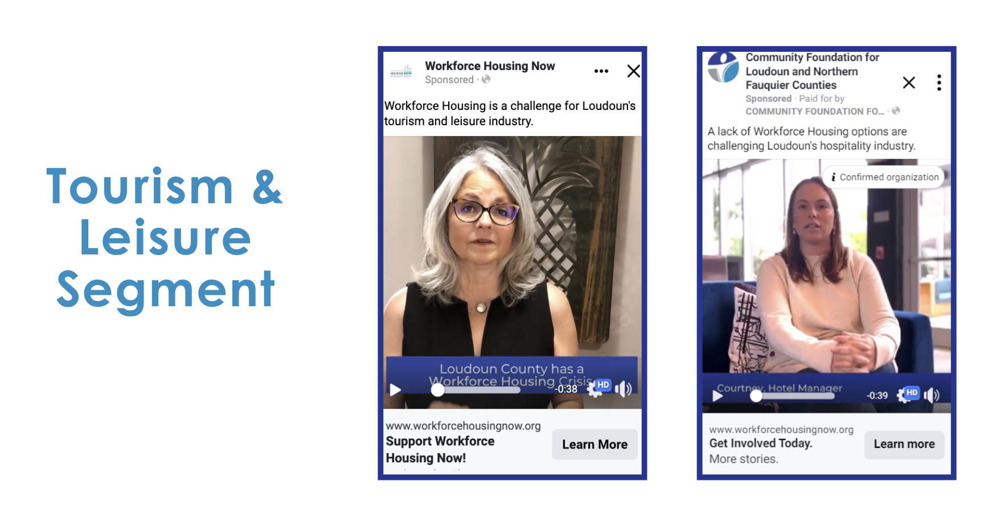 Tourism &
Leisure
Segment
HOUSING NOW
Workforce Housing Now
Sponsored ·
Workforce Housing is a challenge for Loudoun's
tourism and leisure industry.
Loudoun County has a
Workforce Housing Crisis
-0:38
HD
www.workforcehousingnow.org
Support Workforce
Housing Now!
Learn More
Community Foundation for
Loudoun and Northern
Fauquier Counties
Sponsored · Paid for by
COMMUNITY FOUNDATION FO... ·
A lack of Workforce Housing options are
challenging Loudoun's hospitality industry.
i Confirmed organization
Courtney, Hotel Manager
-0:39
HD
www.workforcehousingnow.org
Get Involved Today.
More stories.
Learn more